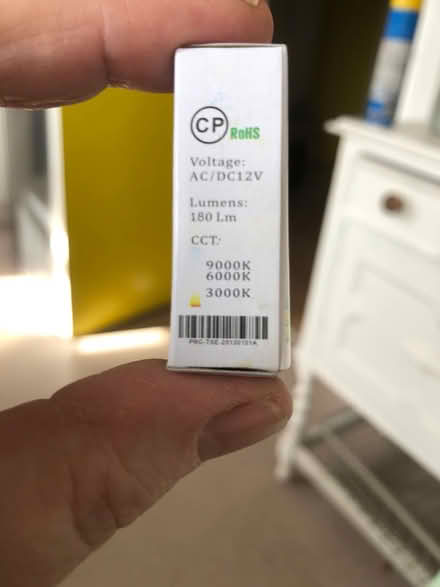 CP RoHS
Voltage:
AC/DC12V
Lumens:
180 Lm
CCT:
9000K
6000K
3000K